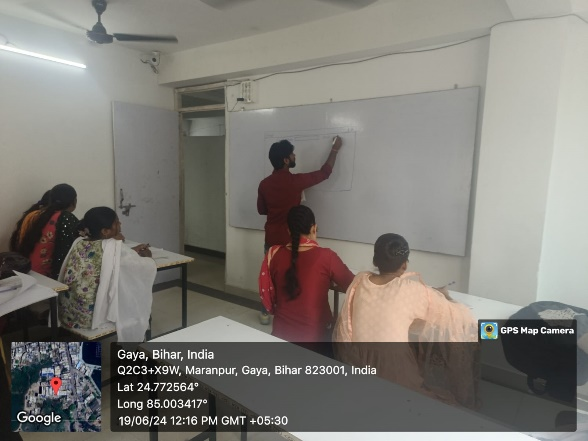 GPS Map Camera
Gaya, Bihar, India
Q2C3+X9W, Maranpur, Gaya, Bihar 823001, India
Lat 24.772564°
Long 85.003417°
19/06/24 12:16 PM GMT +05:30
Google